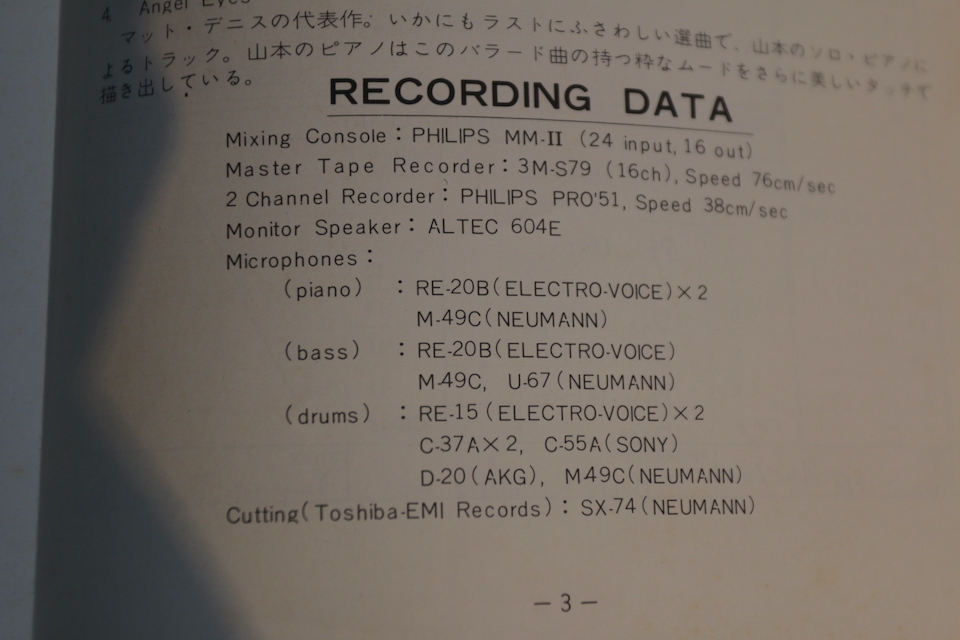 4 Angel Eyes
マット・デニスの代表作。いかにもラストにふさわしい選曲で、山本のソロ・ピアノに
よるトラック。山本のピアノはこのバラード曲の持つ粋なムードをさらに美しいタッチで
描き出している。
RECORDING DATA
Mixing Console : PHILIPS MM-II (24 input, 16 out)
Master Tape Recorder : 3M-S79 (16ch), Speed 76cm/sec
2 Channel Recorder : PHILIPS PRO'51, Speed 38cm/sec
Monitor Speaker : ALTEC 604E
Microphones :
(piano) : RE-20B(ELECTRO-VOICE)×2
M-49C(NEUMANN)
(bass) : RE-20B(ELECTRO-VOICE)
M-49C, U-67(NEUMANN)
(drums) : RE-15(ELECTRO-VOICE)×2
C-37A×2, C-55A(SONY)
D-20(AKG), M49C(NEUMANN)
Cutting(Toshiba-EMI Records) : SX-74(NEUMANN)
— 3 —